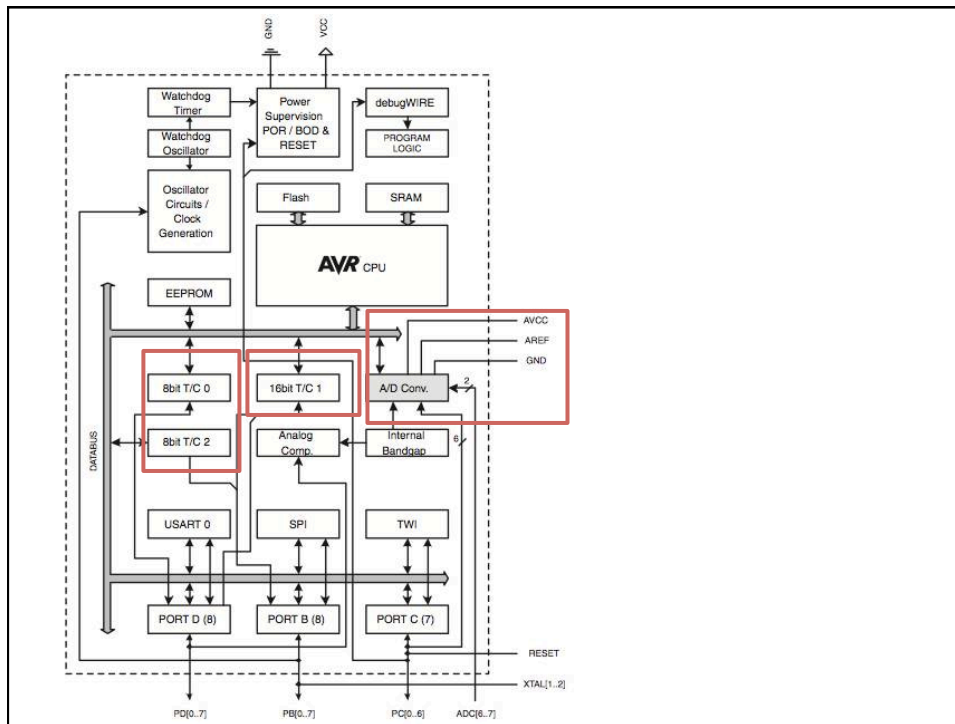 GND
VCC
Watchdog
Timer
Power
Supervision
POR / BOD &
RESET
debugWIRE
Watchdog
Oscillator
PROGRAM
LOGIC
Oscillator
Circuits /
Clock
Generation
Flash
SRAM
AVR CPU
EEPROM
AVCC
AREF
GND
8bit T/C 0
16bit T/C 1
A/D Conv.
2
8bit T/C 2
Analog
Comp.
Internal
Bandgap
6
DATABUS
USART 0
SPI
TWI
PORT D (8)
PORT B (8)
PORT C (7)
RESET
XTAL[1..2]
PD[0..7]
PB[0..7]
PC[0..6]
ADC[6..7]